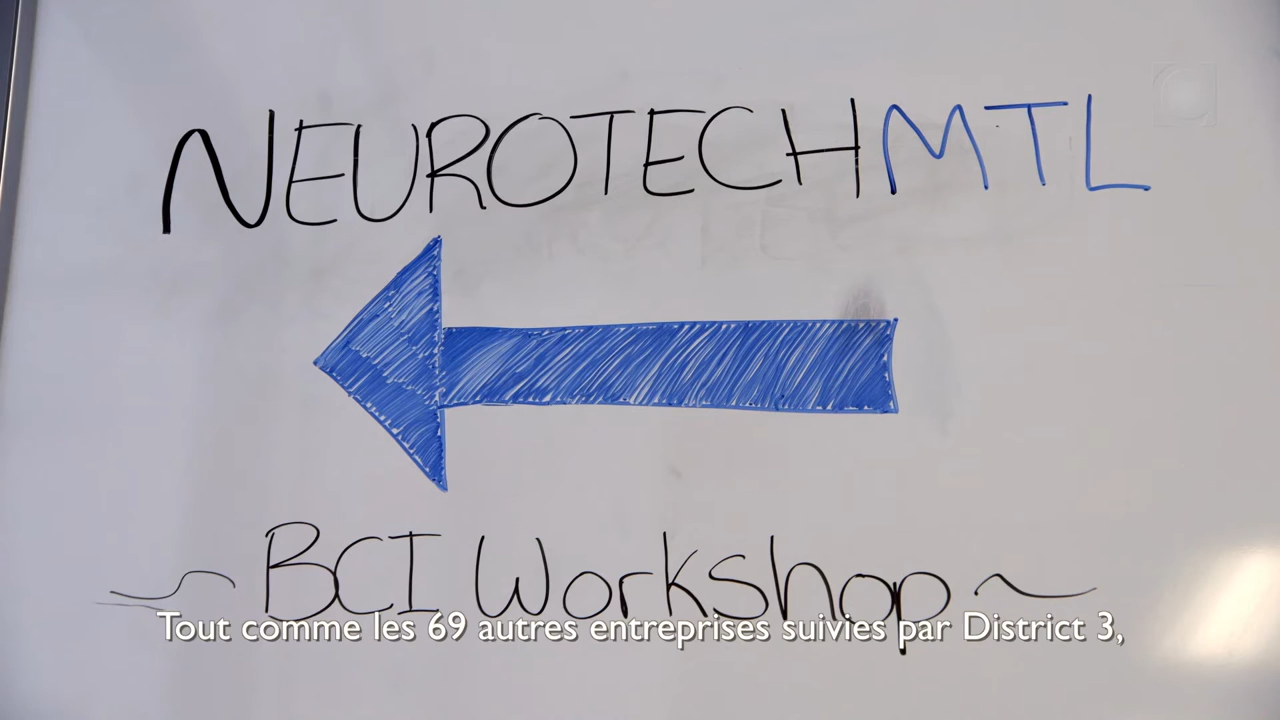 NEUROTECHMTL
~ BCI Workshop ~
Tout comme les 69 autres entreprises suivies par District 3,